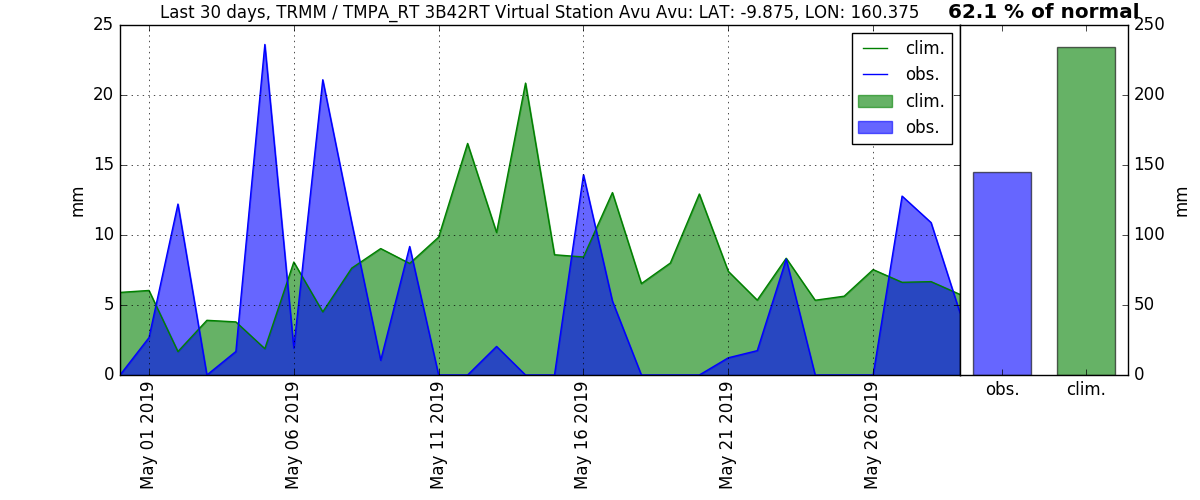 Last 30 days, TRMM / TMPA_RT 3B42RT Virtual Station Avu Avu: LAT: -9.875, LON: 160.375
62.1 % of normal
25
20
15
10
5
0
mm
clim.
obs.
clim.
obs.
May 01 2019
May 06 2019
May 11 2019
May 16 2019
May 21 2019
May 26 2019
250
200
150
100
50
0
mm
obs.
clim.